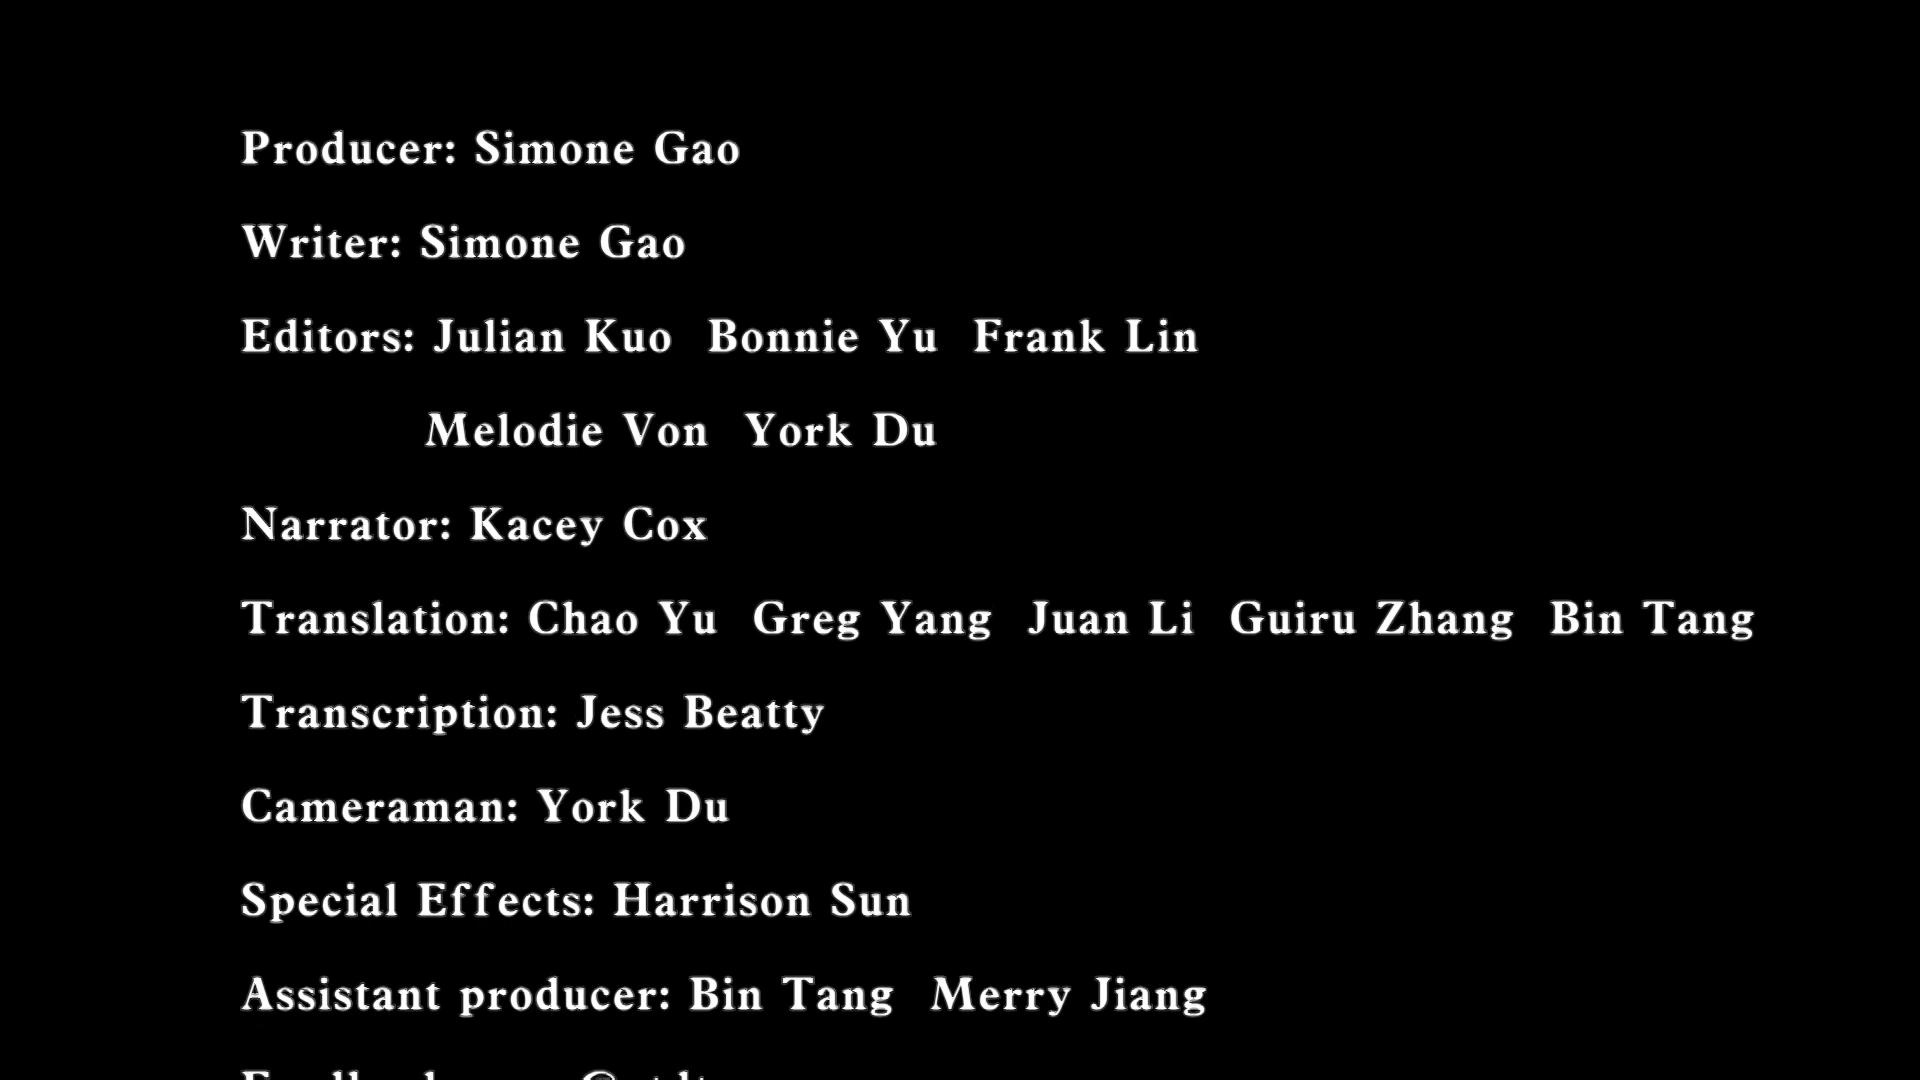 Producer: Simone Gao
Writer: Simone Gao
Editors: Julian Kuo  Bonnie Yu  Frank Lin
Melodie Von  York Du
Narrator: Kacey Cox
Translation: Chao Yu  Greg Yang  Juan Li  Guiru Zhang  Bin Tang
Transcription: Jess Beatty
Cameraman: York Du
Special Effects: Harrison Sun
Assistant producer: Bin Tang  Merry Jiang